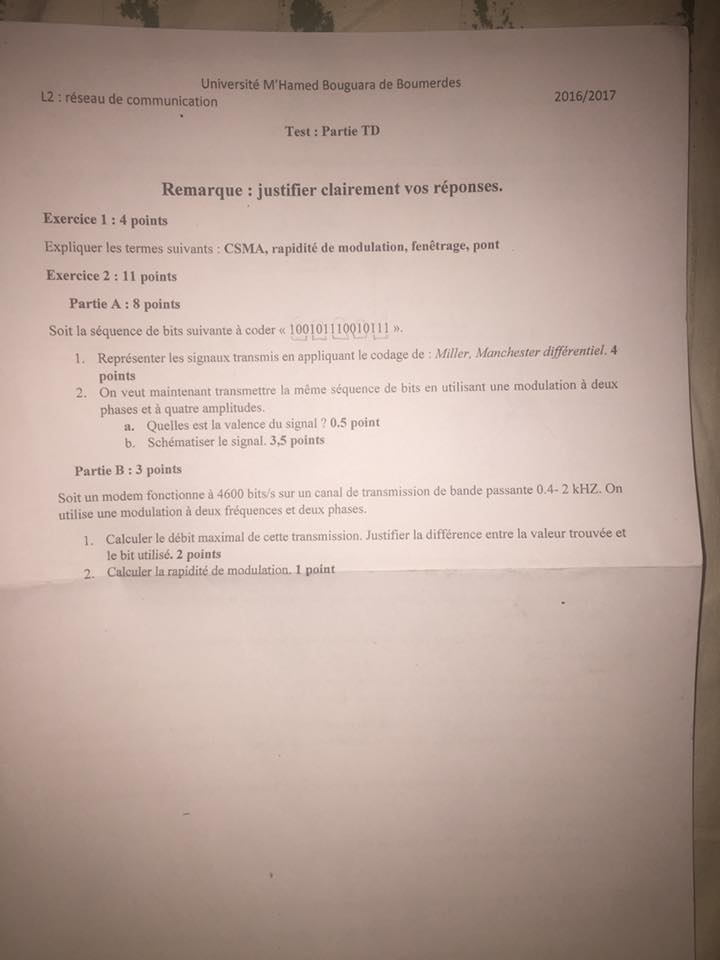 Université M'Hamed Bouguara de Boumerdes
L2 : réseau de communication
2016/2017
Test : Partie TD
Remarque : justifier clairement vos réponses.
Exercice 1 : 4 points
Expliquer les termes suivants : CSMA, rapidité de modulation, fenêtrage, pont
Exercice 2 : 11 points
Partie A : 8 points
Soit la séquence de bits suivante à coder « 100101110010111 ».
1. Représenter les signaux transmis en appliquant le codage de : Miller, Manchester différentiel. 4
points
2. On veut maintenant transmettre la même séquence de bits en utilisant une modulation à deux
phases et à quatre amplitudes.
a. Quelles est la valence du signal ? 0.5 point
b. Schématiser le signal. 3,5 points
Partie B : 3 points
Soit un modem fonctionne à 4600 bits/s sur un canal de transmission de bande passante 0.4- 2 kHZ. On
utilise une modulation à deux fréquences et deux phases.
1. Calculer le débit maximal de cette transmission. Justifier la différence entre la valeur trouvée et
le bit utilisé. 2 points
2. Calculer la rapidité de modulation. 1 point